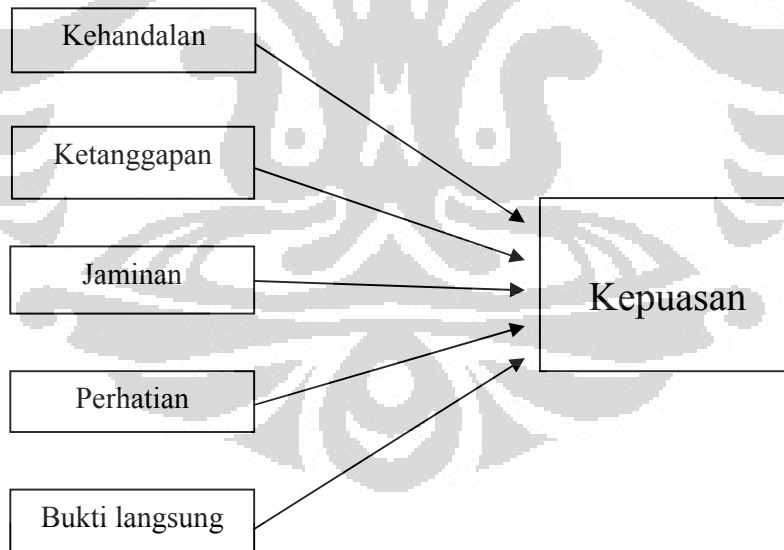 Kehandalan
Ketanggapan
Jaminan
Perhatian
Bukti langsung
Kepuasan